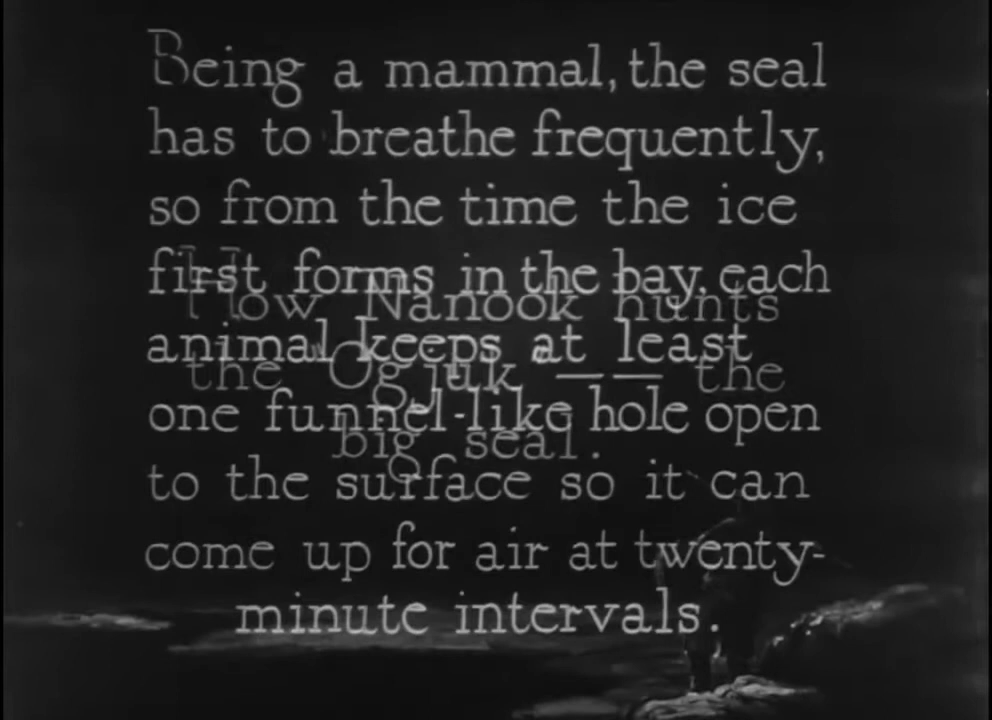 Being a mammal, the seal
has to breathe frequently,
so from the time the ice
first forms in the bay, each
animal keeps at least
one funnel-like hole open
to the surface so it can
come up for air at twenty-
minute intervals.
How Nanook hunts
the "Ogjuk" —— the
big seal.